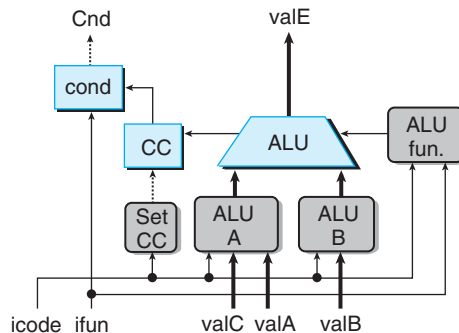 Cnd
valE
cond
CC
ALU
ALU
fun.
Set
CC
ALU
A
ALU
B
icode
ifun
valC
valA
valB